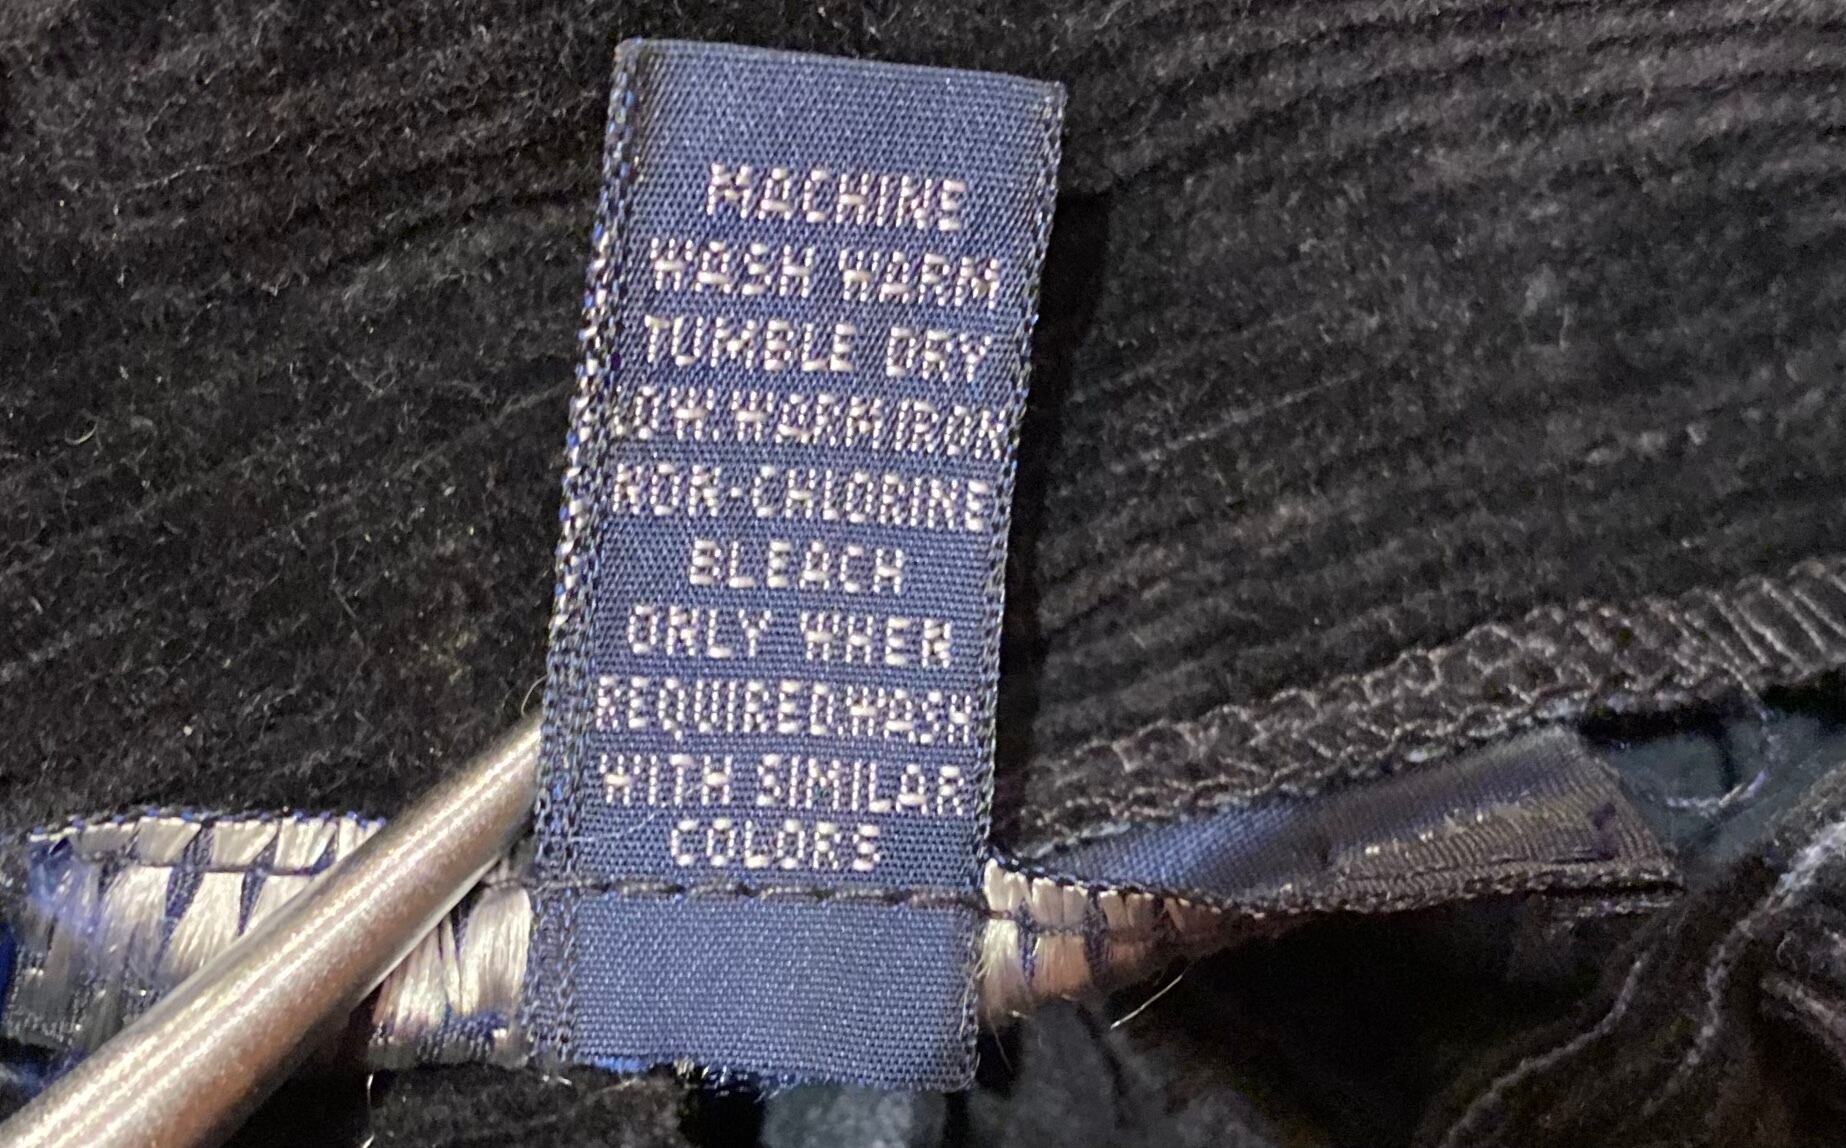 MACHINE
WASH WARM
TUMBLE DRY
LOW.WARM IRON
NON-CHLORINE
BLEACH
ONLY WHEN
REQUIRED.WASH
WITH SIMILAR
COLORS